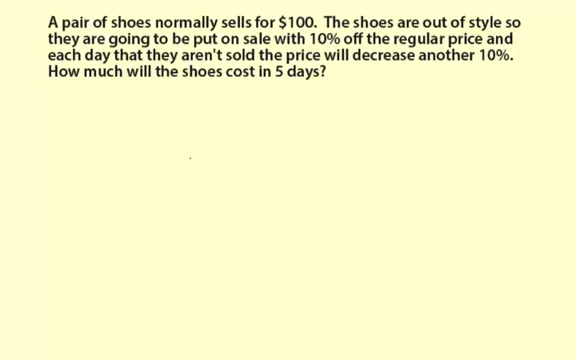 A pair of shoes normally sells for $100.  The shoes are out of style so
they are going to be put on sale with 10% off the regular price and
each day that they aren't sold the price will decrease another 10%.
How much will the shoes cost in 5 days?